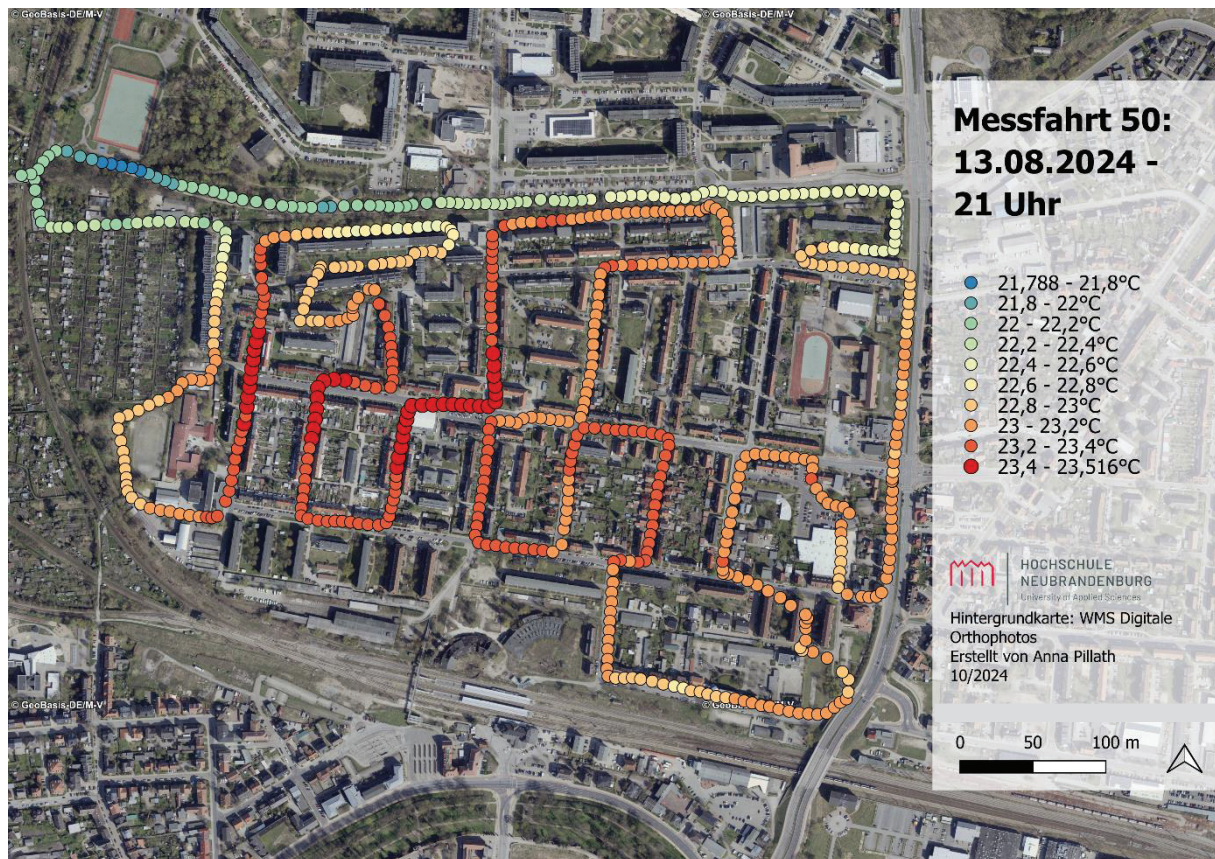 © GeoBasis-DE/M-V
© GeoBasis-DE/M-V
Messfahrt 50:
13.08.2024 -
21 Uhr
21,788 - 21,8°C
21,8 - 22°C
22 - 22,2°C
22,2 - 22,4°C
22,4 - 22,6°C
22,6 - 22,8°C
22,8 - 23°C
23 - 23,2°C
23,2 - 23,4°C
23,4 - 23,516°C
HOCHSCHULE
NEUBRANDENBURG
University of Applied Sciences
Hintergrundkarte: WMS Digitale
Orthophotos
Erstellt von Anna Pillath
10/2024
© GeoBasis-DE/M-V
© GeoBasis-DE/M-V
0 50 100 m